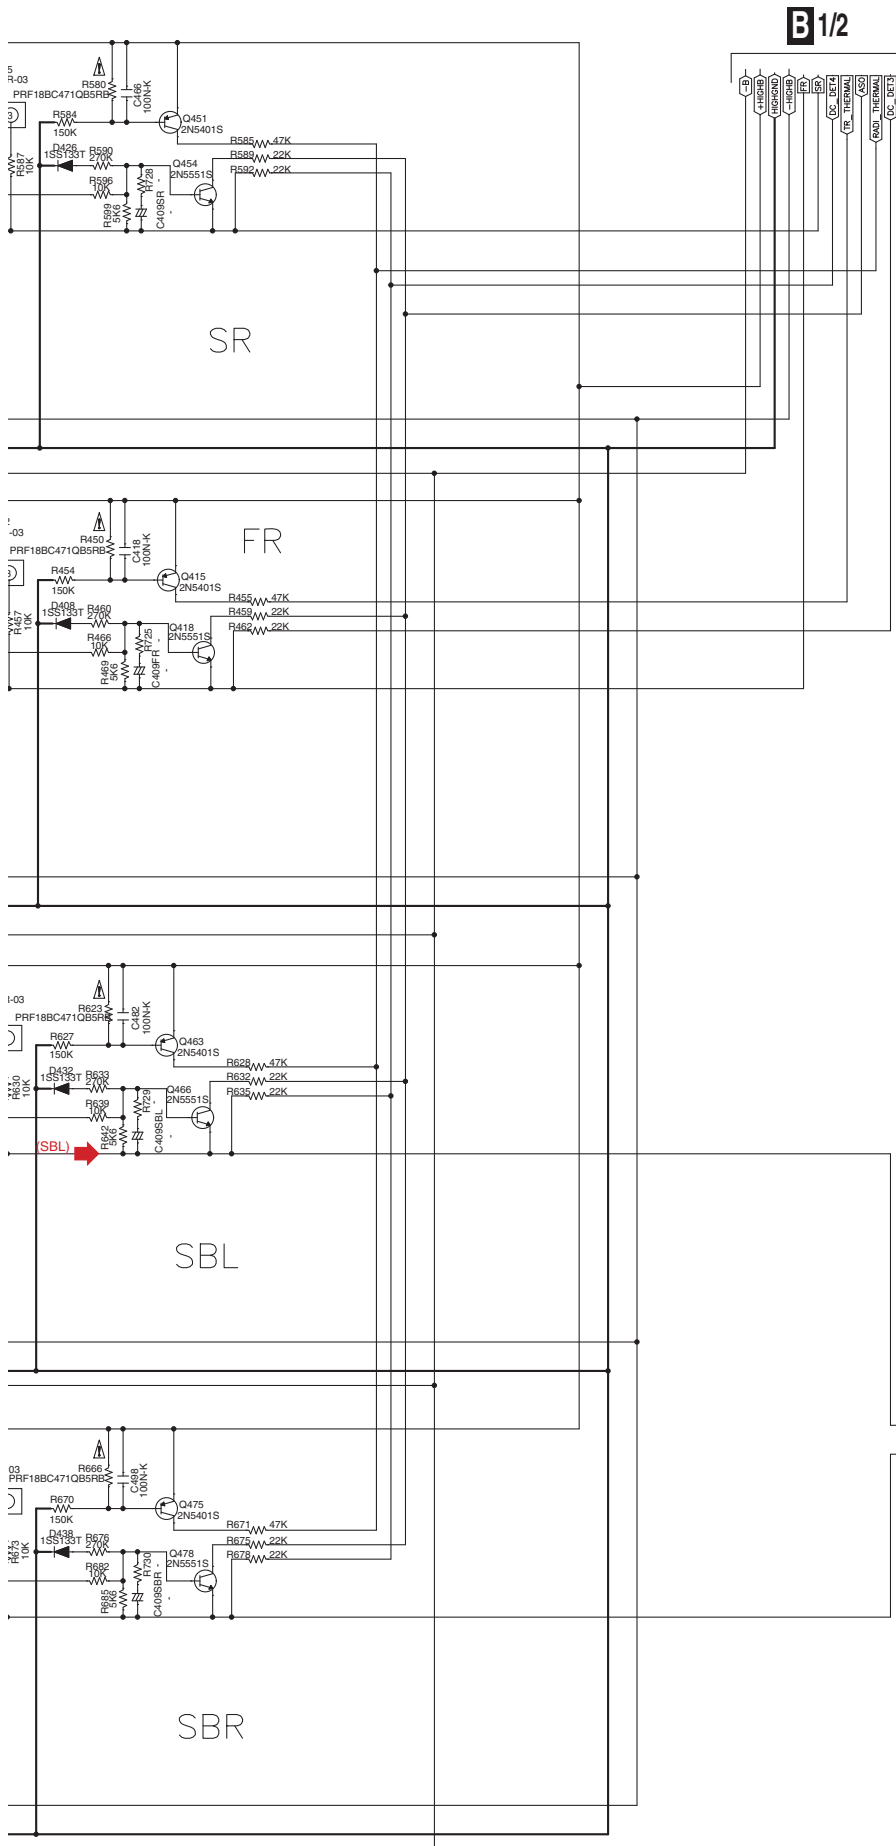 B 1/2
-B
+HIGHB
HIGHGND
-HIGHB
FR
SR
DC_DET4
TR_THERMAL
ASO
RADI_THERMAL
DC_DET3
R-03
PRF18BC471QB5RB
R580
C466
100N-K
R584
150K
Q451
2N5401S
R587
10K
D426
1SS133T
R590
270K
R596
10K
R599
5K6
R728
-
C409SR
-
Q454
2N5551S
R585
47K
R589
22K
R592
22K
SR
-03
PRF18BC471QB5RB
R450
C418
100N-K
FR
R454
150K
Q415
2N5401S
R457
10K
D408
1SS133T
R460
270K
R466
10K
R469
5K6
R725
-
C409FR
-
Q418
2N5551S
R455
47K
R459
22K
R462
22K
-03
PRF18BC471QB5RB
R623
C482
100N-K
R627
150K
Q463
2N5401S
R630
10K
D432
1SS133T
R633
270K
R639
10K
R642
5K6
R729
-
C409SBL
-
Q466
2N5551S
R628
47K
R632
22K
R635
22K
(SBL)
SBL
03
PRF18BC471QB5RB
R666
C498
100N-K
R670
150K
Q475
2N5401S
R673
10K
D438
1SS133T
R676
270K
R682
10K
R685
5K6
R730
-
C409SBR
-
Q478
2N5551S
R671
47K
R675
22K
R678
22K
SBR